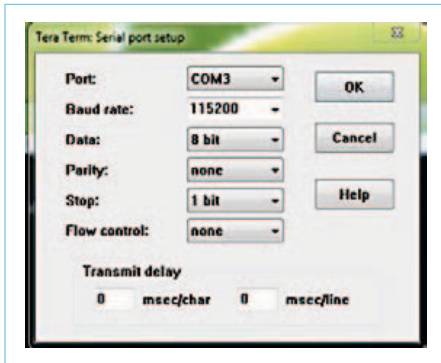 Tera Term: Serial port setup
Port: COM3 OK
Baud rate: 115200
Data: 8 bit Cancel
Parity: none
Stop: 1 bit Help
Flow control: none
Transmit delay
0 msec/char 0 msec/line